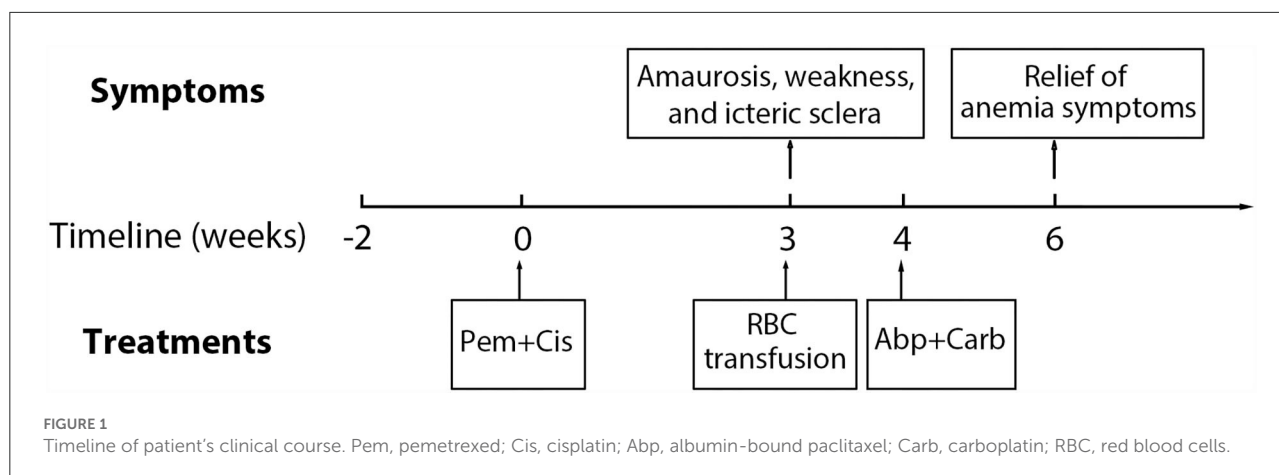 Symptoms
Amaurosis, weakness,
and icteric sclera
Relief of
anemia symptoms
Timeline (weeks)
-2
0
3
4
6
Treatments
Pem+Cis
RBC
transfusion
Abp+Carb
FIGURE 1
Timeline of patient's clinical course. Pem, pemetrexed; Cis, cisplatin; Abp, albumin-bound paclitaxel; Carb, carboplatin; RBC, red blood cells.